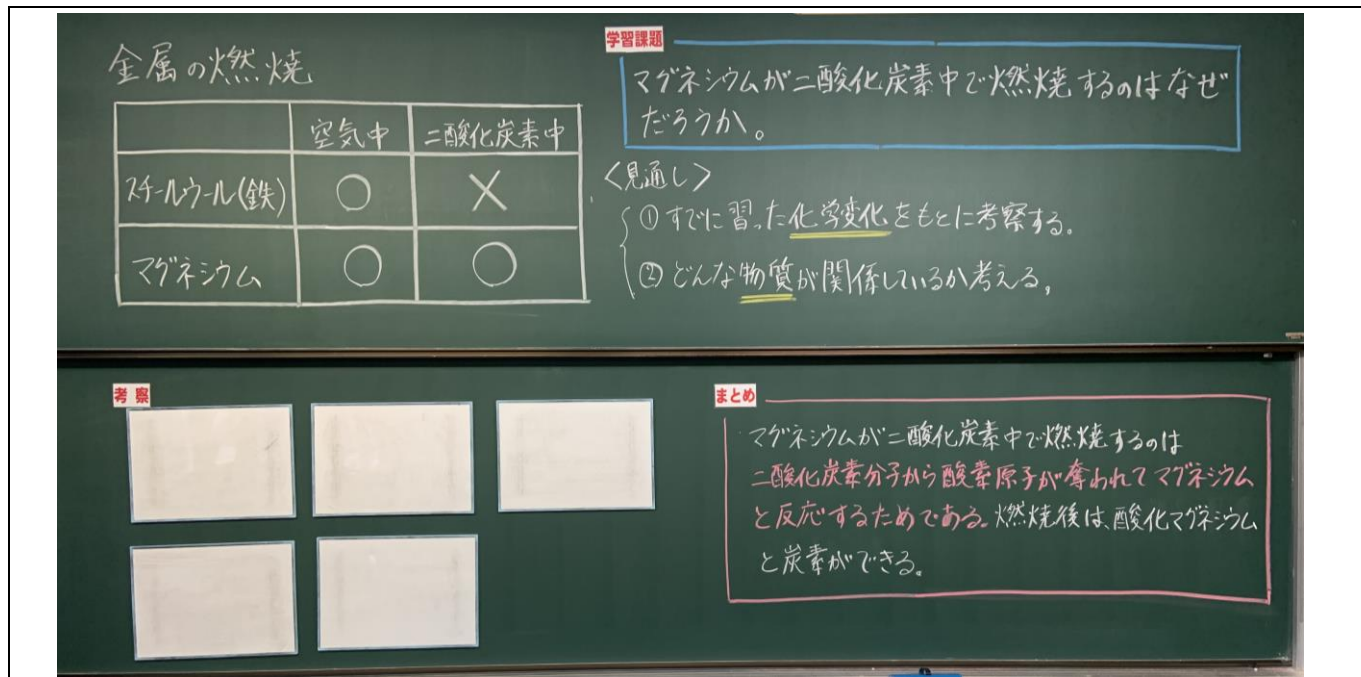 金属の燃焼
空気中 二酸化炭素中
スチールウール(鉄) ○ ×
マグネシウム ○ ○
学習課題
マグネシウムが二酸化炭素中で燃焼するのはなぜ
だろうか。
<見通し>
①すでに習った化学変化をもとに考察する。
②どんな物質が関係しているか考える。
考察
まとめ
マグネシウムが二酸化炭素中で燃焼するのは
二酸化炭素分子から酸素原子が奪われてマグネシウム
と反応するためである。燃焼後は、酸化マグネシウム
と炭素ができる。